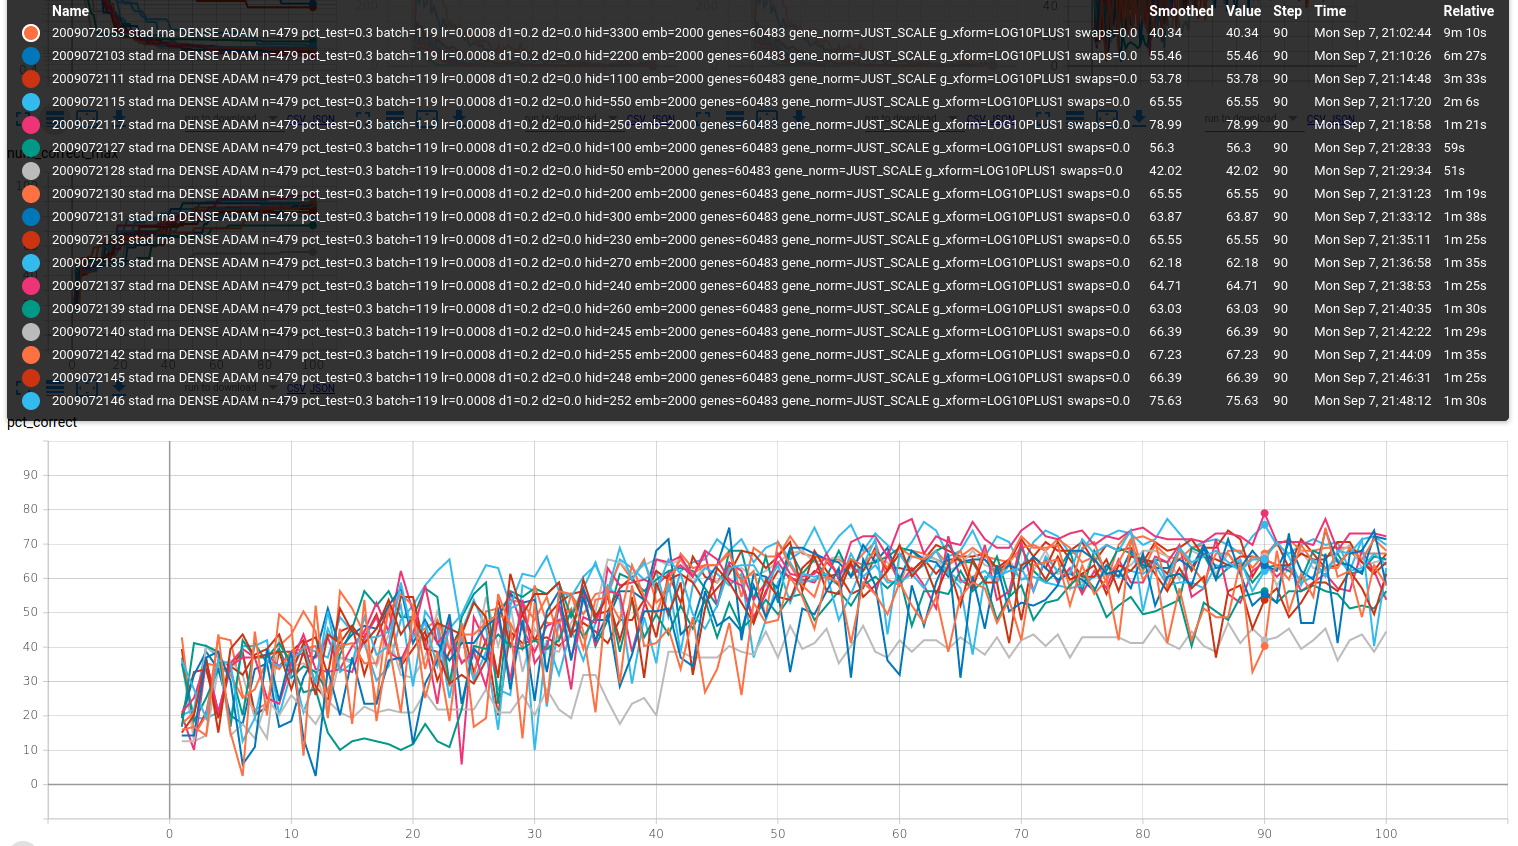 Name Smoothed Value Step Time Relative
2009072053 stad rna DENSE ADAM n=479 pct_test=0.3 batch=119 lr=0.0008 d1=0.2 d2=0.0 hid=3300 emb=2000 genes=60483 gene_norm=JUST_SCALE g_xform=LOG10PLUS1 swaps=0.0 40.34 40.34 90 Mon Sep 7, 21:02:44 9m 10s
2009072103 stad rna DENSE ADAM n=479 pct_test=0.3 batch=119 lr=0.0008 d1=0.2 d2=0.0 hid=2200 emb=2000 genes=60483 gene_norm=JUST_SCALE g_xform=LOG10PLUS1 swaps=0.0 55.46 55.46 90 Mon Sep 7, 21:10:26 6m 27s
2009072111 stad rna DENSE ADAM n=479 pct_test=0.3 batch=119 lr=0.0008 d1=0.2 d2=0.0 hid=1100 emb=2000 genes=60483 gene_norm=JUST_SCALE g_xform=LOG10PLUS1 swaps=0.0 53.78 53.78 90 Mon Sep 7, 21:14:48 3m 33s
2009072115 stad rna DENSE ADAM n=479 pct_test=0.3 batch=119 lr=0.0008 d1=0.2 d2=0.0 hid=550 emb=2000 genes=60483 gene_norm=JUST_SCALE g_xform=LOG10PLUS1 swaps=0.0 65.55 65.55 90 Mon Sep 7, 21:17:20 2m 6s
2009072117 stad rna DENSE ADAM n=479 pct_test=0.3 batch=119 lr=0.0008 d1=0.2 d2=0.0 hid=250 emb=2000 genes=60483 gene_norm=JUST_SCALE g_xform=LOG10PLUS1 swaps=0.0 78.99 78.99 90 Mon Sep 7, 21:18:58 1m 21s
2009072127 stad rna DENSE ADAM n=479 pct_test=0.3 batch=119 lr=0.0008 d1=0.2 d2=0.0 hid=100 emb=2000 genes=60483 gene_norm=JUST_SCALE g_xform=LOG10PLUS1 swaps=0.0 56.3 56.3 90 Mon Sep 7, 21:28:33 59s
2009072128 stad rna DENSE ADAM n=479 pct_test=0.3 batch=119 lr=0.0008 d1=0.2 d2=0.0 hid=50 emb=2000 genes=60483 gene_norm=JUST_SCALE g_xform=LOG10PLUS1 swaps=0.0 42.02 42.02 90 Mon Sep 7, 21:29:34 51s
2009072130 stad rna DENSE ADAM n=479 pct_test=0.3 batch=119 lr=0.0008 d1=0.2 d2=0.0 hid=200 emb=2000 genes=60483 gene_norm=JUST_SCALE g_xform=LOG10PLUS1 swaps=0.0 65.55 65.55 90 Mon Sep 7, 21:31:23 1m 19s
2009072131 stad rna DENSE ADAM n=479 pct_test=0.3 batch=119 lr=0.0008 d1=0.2 d2=0.0 hid=300 emb=2000 genes=60483 gene_norm=JUST_SCALE g_xform=LOG10PLUS1 swaps=0.0 63.87 63.87 90 Mon Sep 7, 21:33:12 1m 38s
2009072133 stad rna DENSE ADAM n=479 pct_test=0.3 batch=119 lr=0.0008 d1=0.2 d2=0.0 hid=230 emb=2000 genes=60483 gene_norm=JUST_SCALE g_xform=LOG10PLUS1 swaps=0.0 65.55 65.55 90 Mon Sep 7, 21:35:11 1m 25s
2009072135 stad rna DENSE ADAM n=479 pct_test=0.3 batch=119 lr=0.0008 d1=0.2 d2=0.0 hid=270 emb=2000 genes=60483 gene_norm=JUST_SCALE g_xform=LOG10PLUS1 swaps=0.0 62.18 62.18 90 Mon Sep 7, 21:36:58 1m 35s
2009072137 stad rna DENSE ADAM n=479 pct_test=0.3 batch=119 lr=0.0008 d1=0.2 d2=0.0 hid=240 emb=2000 genes=60483 gene_norm=JUST_SCALE g_xform=LOG10PLUS1 swaps=0.0 64.71 64.71 90 Mon Sep 7, 21:38:53 1m 25s
2009072139 stad rna DENSE ADAM n=479 pct_test=0.3 batch=119 lr=0.0008 d1=0.2 d2=0.0 hid=260 emb=2000 genes=60483 gene_norm=JUST_SCALE g_xform=LOG10PLUS1 swaps=0.0 63.03 63.03 90 Mon Sep 7, 21:40:35 1m 30s
2009072140 stad rna DENSE ADAM n=479 pct_test=0.3 batch=119 lr=0.0008 d1=0.2 d2=0.0 hid=245 emb=2000 genes=60483 gene_norm=JUST_SCALE g_xform=LOG10PLUS1 swaps=0.0 66.39 66.39 90 Mon Sep 7, 21:42:22 1m 29s
2009072142 stad rna DENSE ADAM n=479 pct_test=0.3 batch=119 lr=0.0008 d1=0.2 d2=0.0 hid=255 emb=2000 genes=60483 gene_norm=JUST_SCALE g_xform=LOG10PLUS1 swaps=0.0 67.23 67.23 90 Mon Sep 7, 21:44:09 1m 35s
2009072145 stad rna DENSE ADAM n=479 pct_test=0.3 batch=119 lr=0.0008 d1=0.2 d2=0.0 hid=248 emb=2000 genes=60483 gene_norm=JUST_SCALE g_xform=LOG10PLUS1 swaps=0.0 66.39 66.39 90 Mon Sep 7, 21:46:31 1m 25s
2009072146 stad rna DENSE ADAM n=479 pct_test=0.3 batch=119 lr=0.0008 d1=0.2 d2=0.0 hid=252 emb=2000 genes=60483 gene_norm=JUST_SCALE g_xform=LOG10PLUS1 swaps=0.0 75.63 75.63 90 Mon Sep 7, 21:48:12 1m 30s
pct_correct
90
80
70
60
50
40
30
20
10
0
0 10 20 30 40 50 60 70 80 90 100